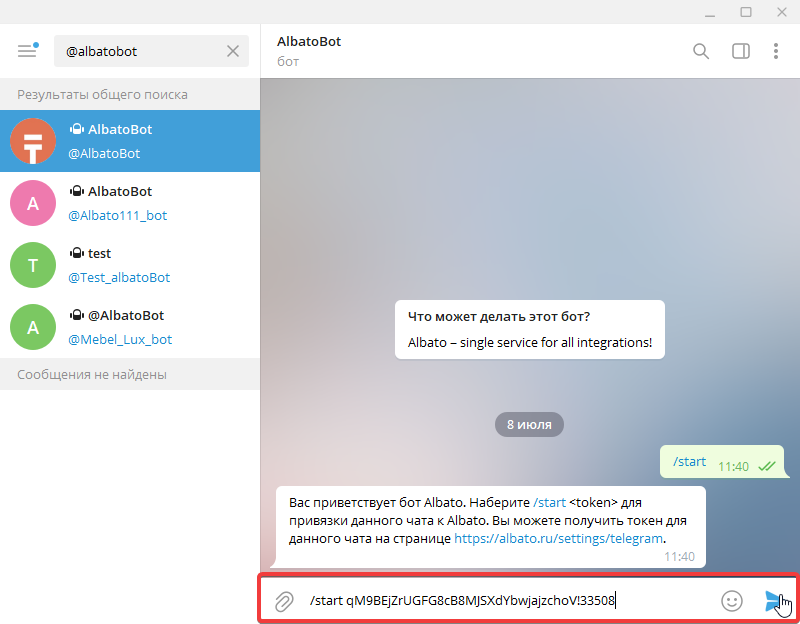 @albatobot
AlbatoBot
бот
Результаты общего поиска
AlbatoBot
@AlbatoBot
A
AlbatoBot
@Albato111_bot
T
test
@Test_albatoBot
A
@AlbatoBot
@Mebel_Lux_bot
Сообщения не найдены
Что может делать этот бот?
Albato – single service for all integrations!
8 июля
/start 11:40
Вас приветствует бот Albato. Наберите /start <token> для
привязки данного чата к Albato. Вы можете получить токен для
данного чата на странице https://albato.ru/settings/telegram.
11:40
/start qM9BEjZrUGFG8cB8MJSXdYbwjajzchoV!33508